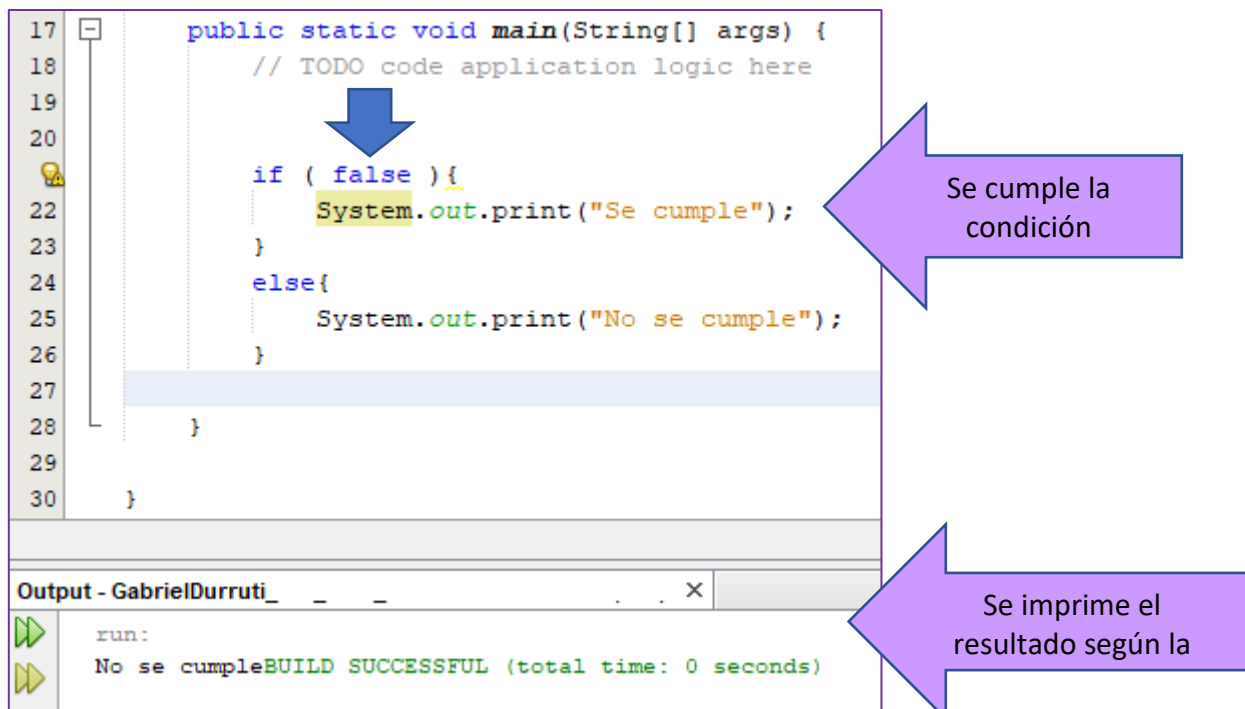 17 public static void main(String[] args) {
18 // TODO code application logic here
19
20
if ( false ){
22 System.out.print("Se cumple");
23 }
24 else{
25 System.out.print("No se cumple");
26 }
27
28 }
29
30 }
Se cumple la
condición
Output - GabrielDurruti_ _ _
run:
No se cumpleBUILD SUCCESSFUL (total time: 0 seconds)
Se imprime el
resultado según la